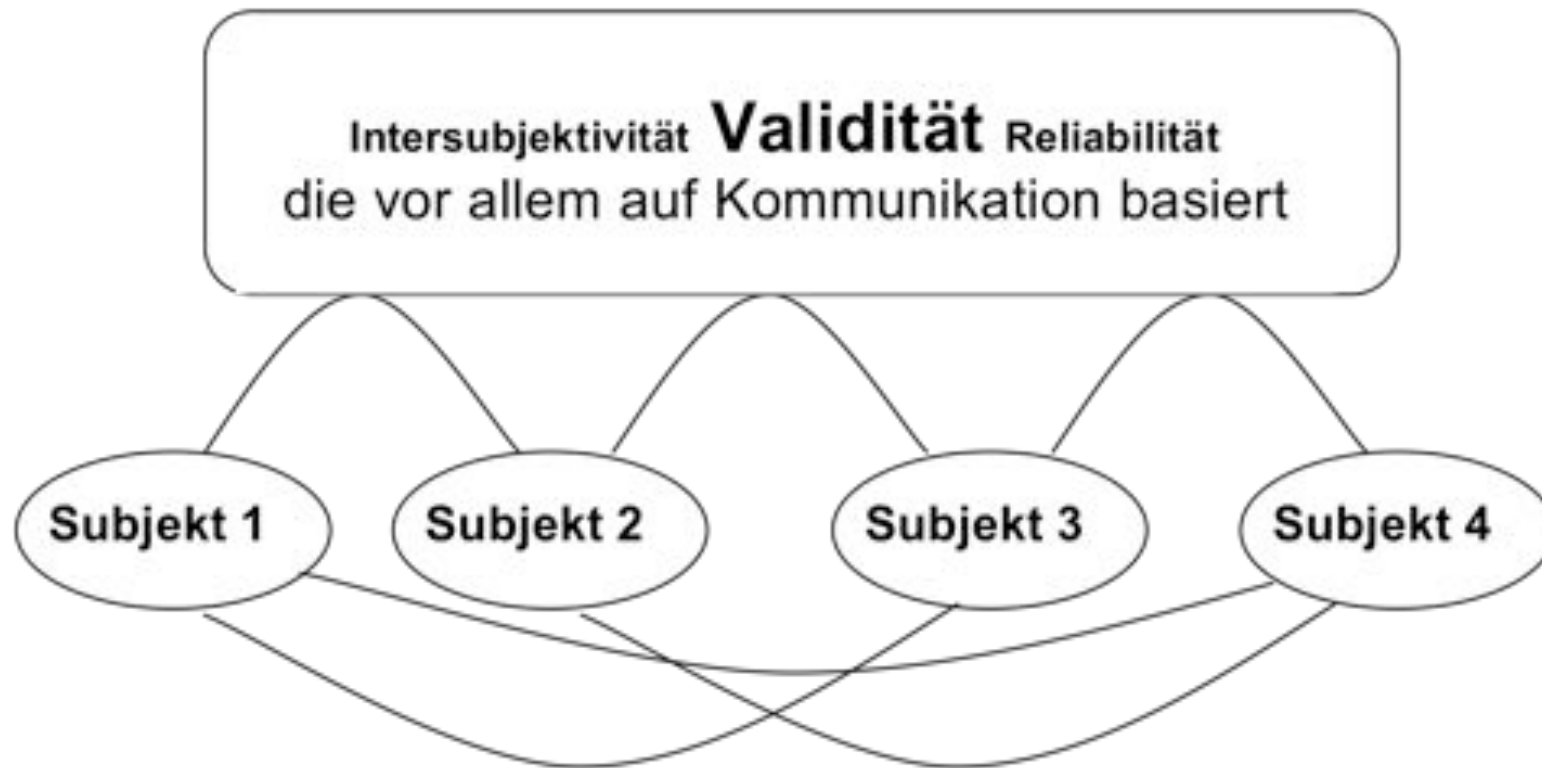 Intersubjektivität Validität Reliabilität
die vor allem auf Kommunikation basiert
Subjekt 1 Subjekt 2 Subjekt 3 Subjekt 4